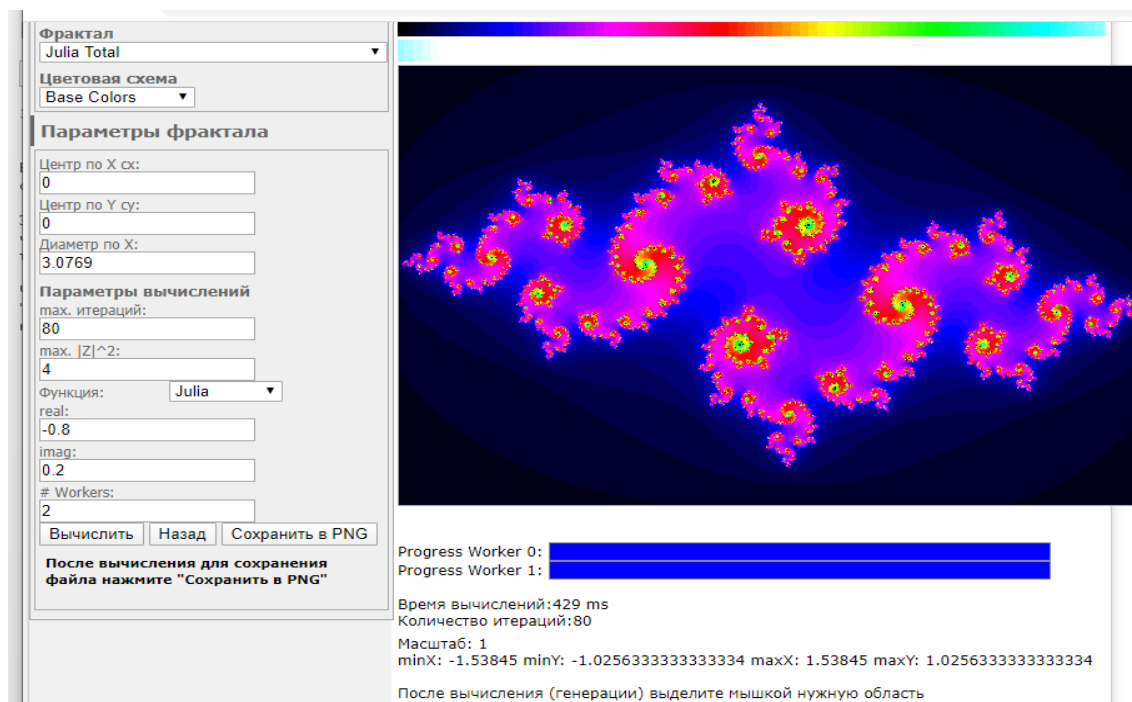 Фрактал
Julia Total
Цветовая схема
Base Colors
Параметры фрактала
Центр по X cx:
0
Центр по Y cy:
0
Диаметр по X:
3.0769
Параметры вычислений
max. итераций:
80
max. |Z|^2:
4
Функция: Julia
real:
-0.8
imag:
0.2
# Workers:
2
Вычислить Назад Сохранить в PNG
После вычисления для сохранения
файла нажмите "Сохранить в PNG"
Progress Worker 0:
Progress Worker 1:
Время вычислений:429 ms
Количество итераций:80
Масштаб: 1
minX: -1.53845 minY: -1.0256333333333334 maxX: 1.53845 maxY: 1.0256333333333334
После вычисления (генерации) выделите мышкой нужную область